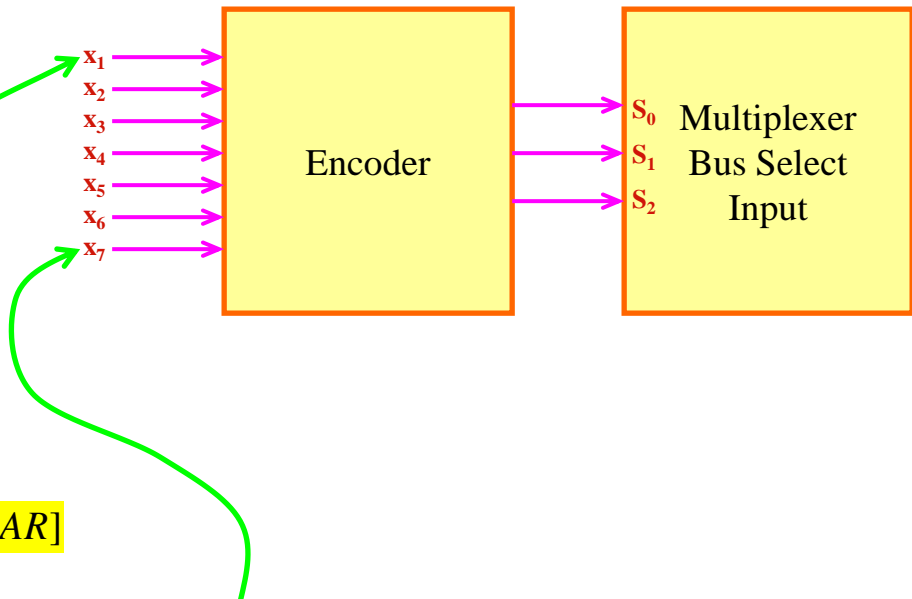 x₁
x₂
x₃
x₄
x₅
x₆
x₇
Encoder
S₀
S₁
S₂
Multiplexer
Bus Select
Input
AR]